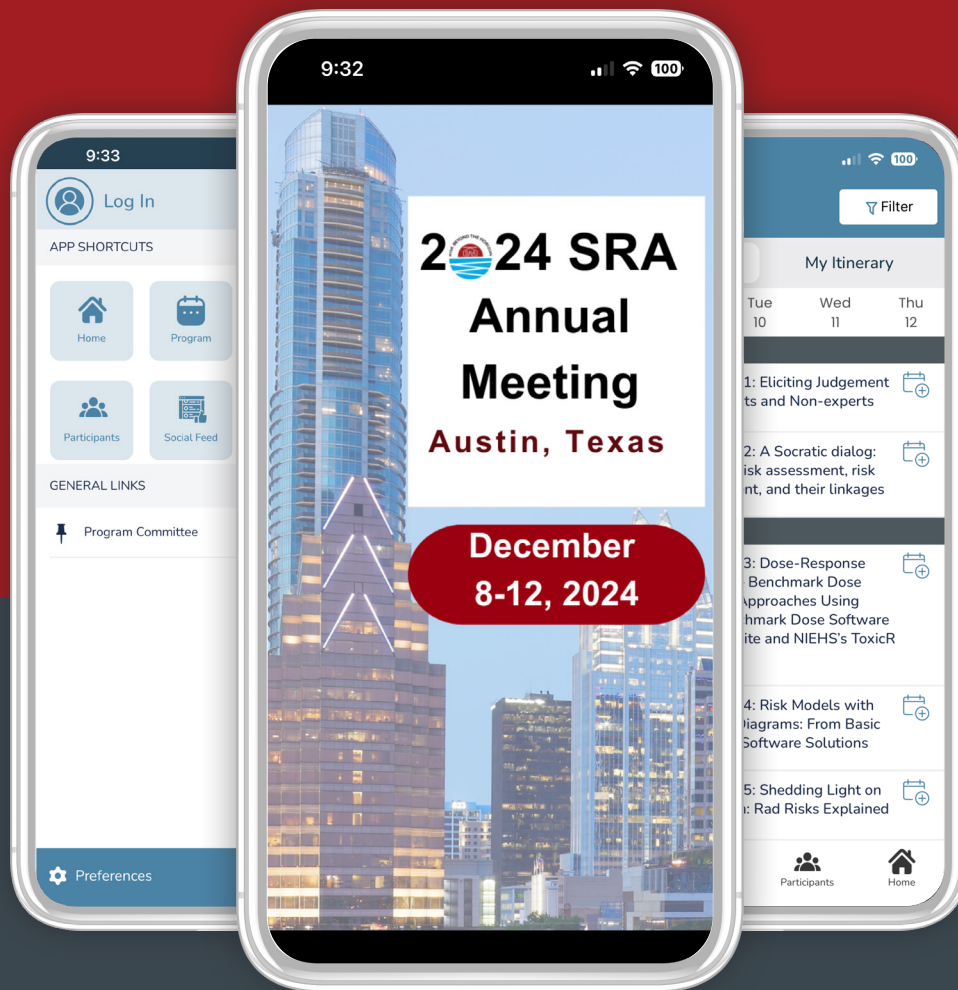 9:33
Log In
APP SHORTCUTS
Home
Program
Participants
Social Feed
GENERAL LINKS
Program Committee
Preferences
9:32
100
2024 SRA
Annual
Meeting
Austin, Texas
December
8-12, 2024
100
Filter
My Itinerary
Tue
Wed
Thu
10
11
12
1: Eliciting Judgement
ts and Non-experts
2: A Socratic dialog:
isk assessment, risk
nt, and their linkages
3: Dose-Response
Benchmark Dose
Approaches Using
hmark Dose Software
ite and NIEHS's ToxicR
4: Risk Models with
iagrams: From Basic
Software Solutions
5: Shedding Light on
: Rad Risks Explained
Participants
Home